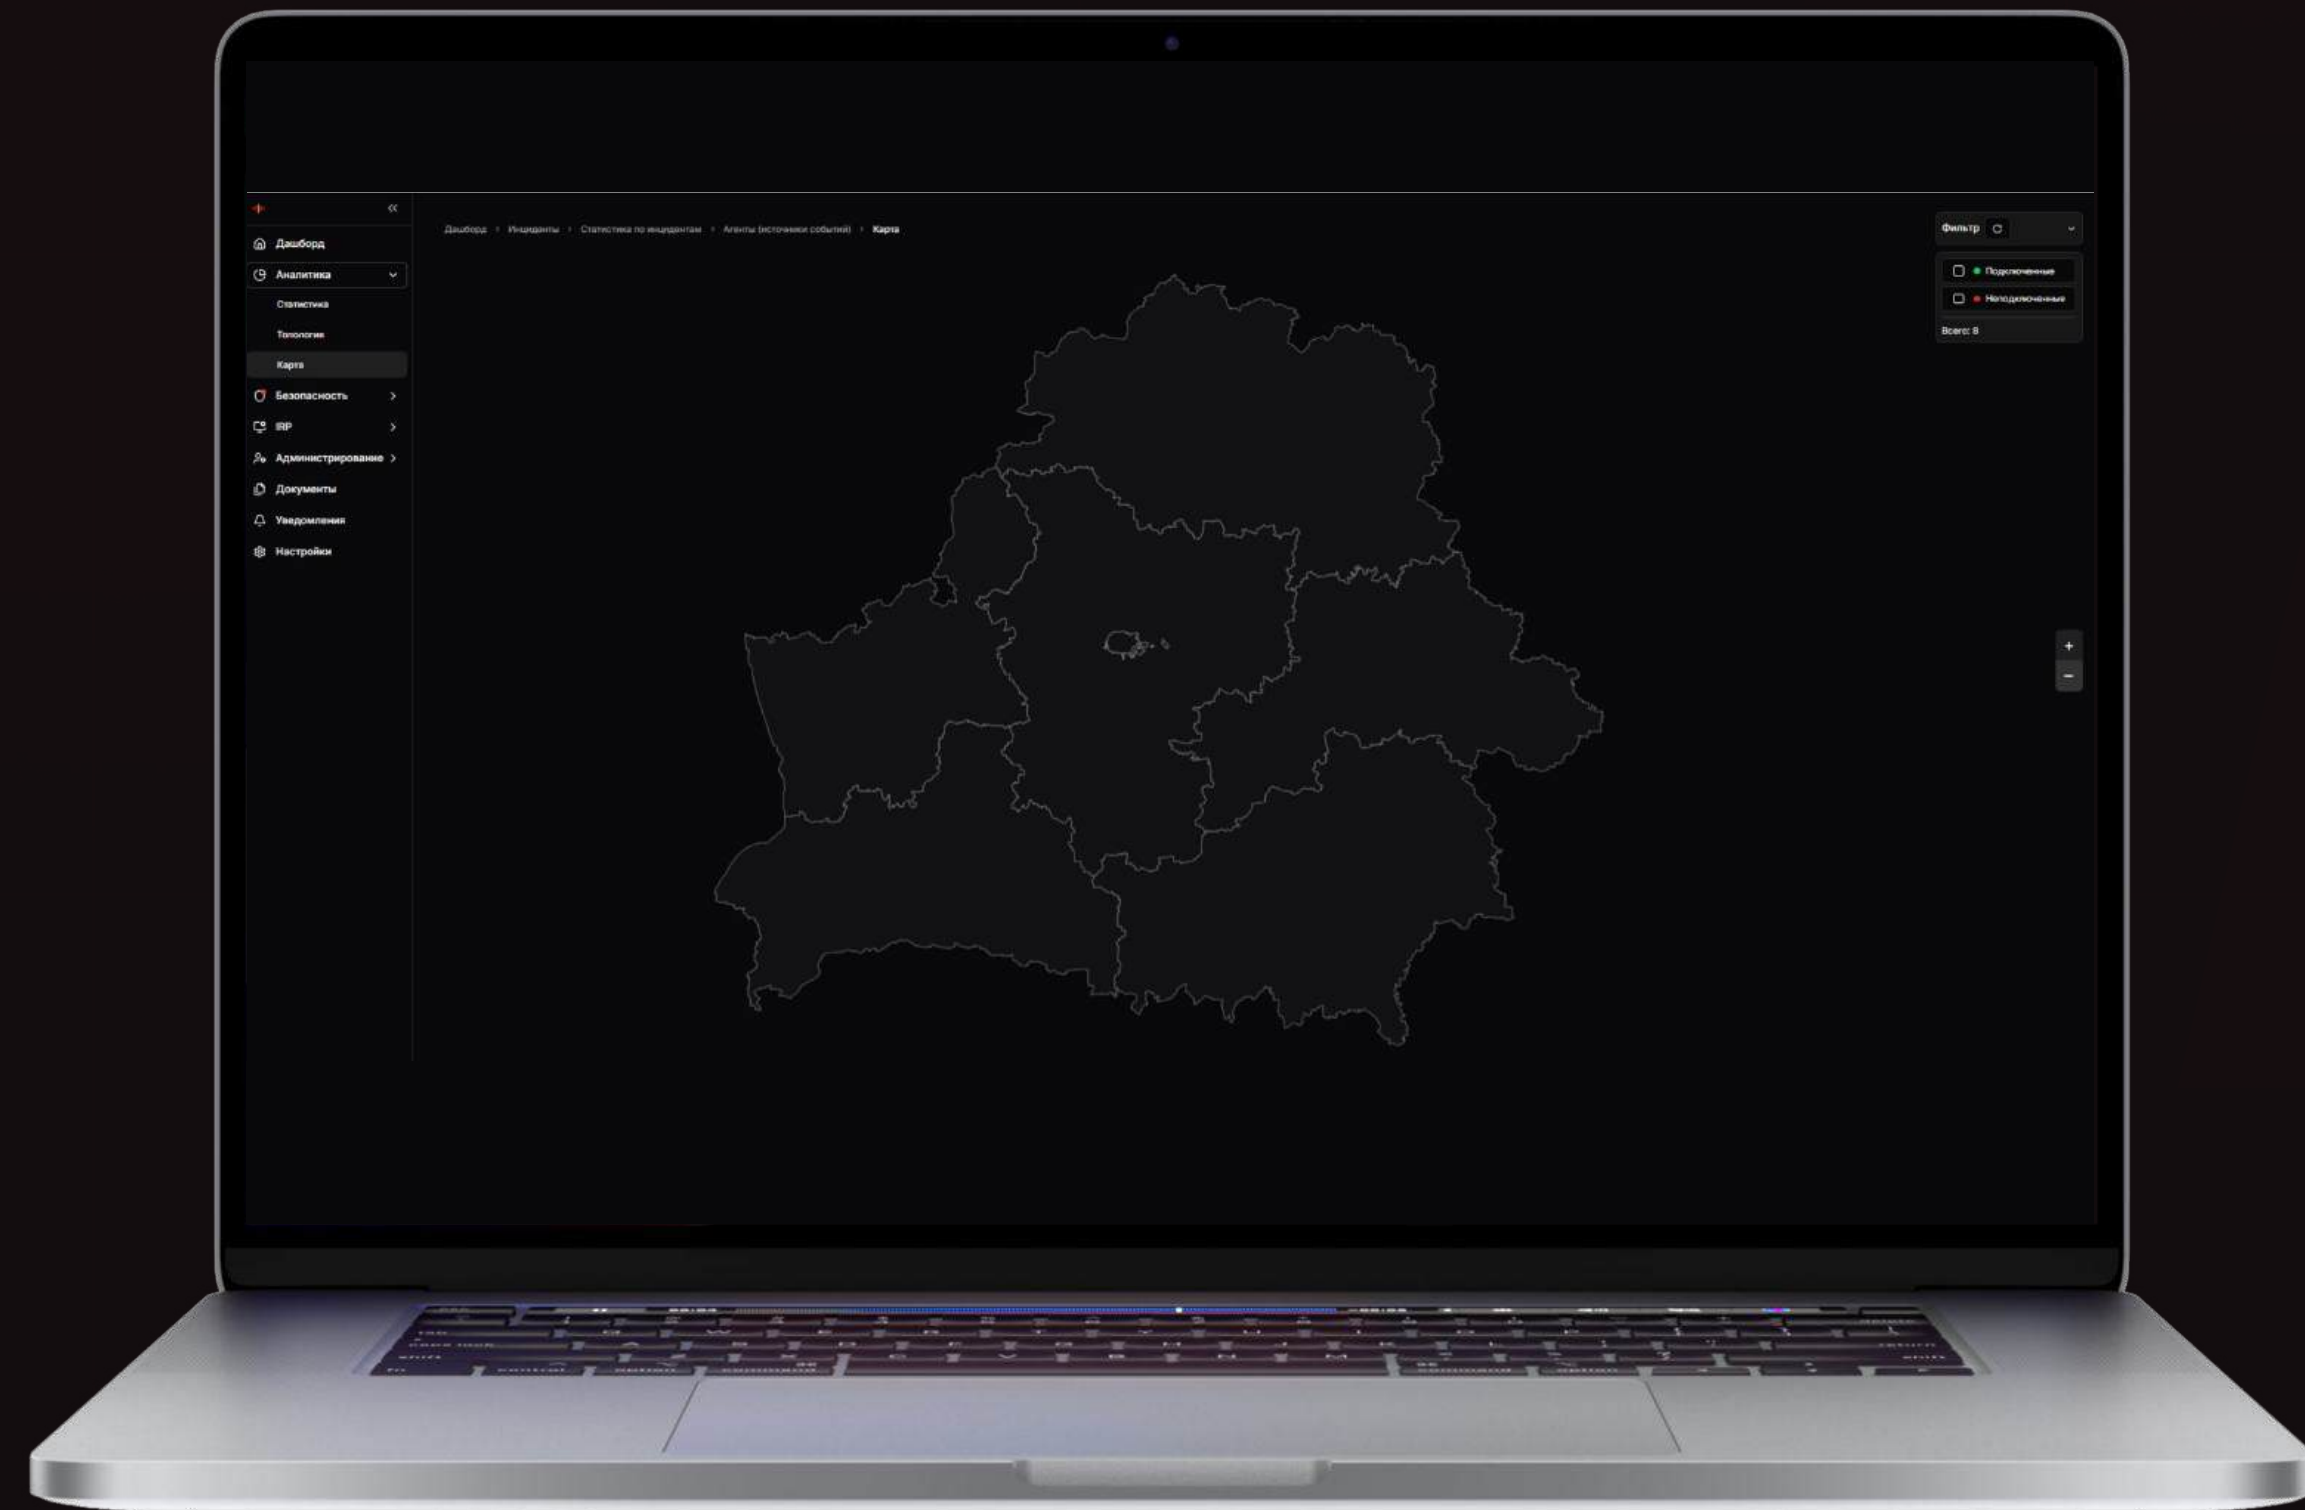 Дашборд
Аналитика
Статистика
Топология
Карта
Безопасность
IRP
Администрирование
Документы
Уведомления
Настройки
Дашборд > Инциденты > Статистика по инцидентам > Агенты (источники событий) > Карта
Фильтр
Подключенные
Неподключенные
Всего: 8
+
−